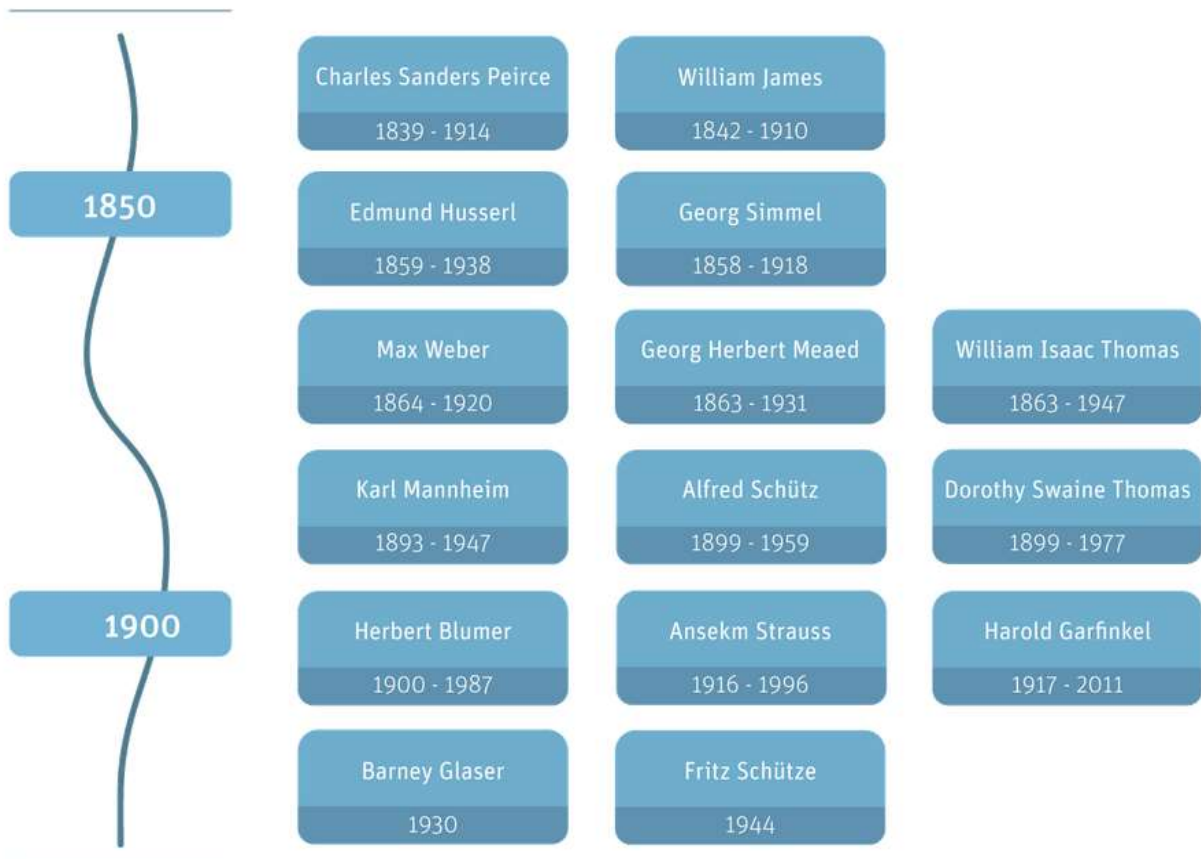 Charles Sanders Peirce
1839 - 1914
William James
1842 - 1910
1850
Edmund Husserl
1859 - 1938
Georg Simmel
1858 - 1918
Max Weber
1864 - 1920
Georg Herbert Meaed
1863 - 1931
William Isaac Thomas
1863 - 1947
Karl Mannheim
1893 - 1947
Alfred Schütz
1899 - 1959
Dorothy Swaine Thomas
1899 - 1977
1900
Herbert Blumer
1900 - 1987
Ansekm Strauss
1916 - 1996
Harold Garfinkel
1917 - 2011
Barney Glaser
1930
Fritz Schütze
1944